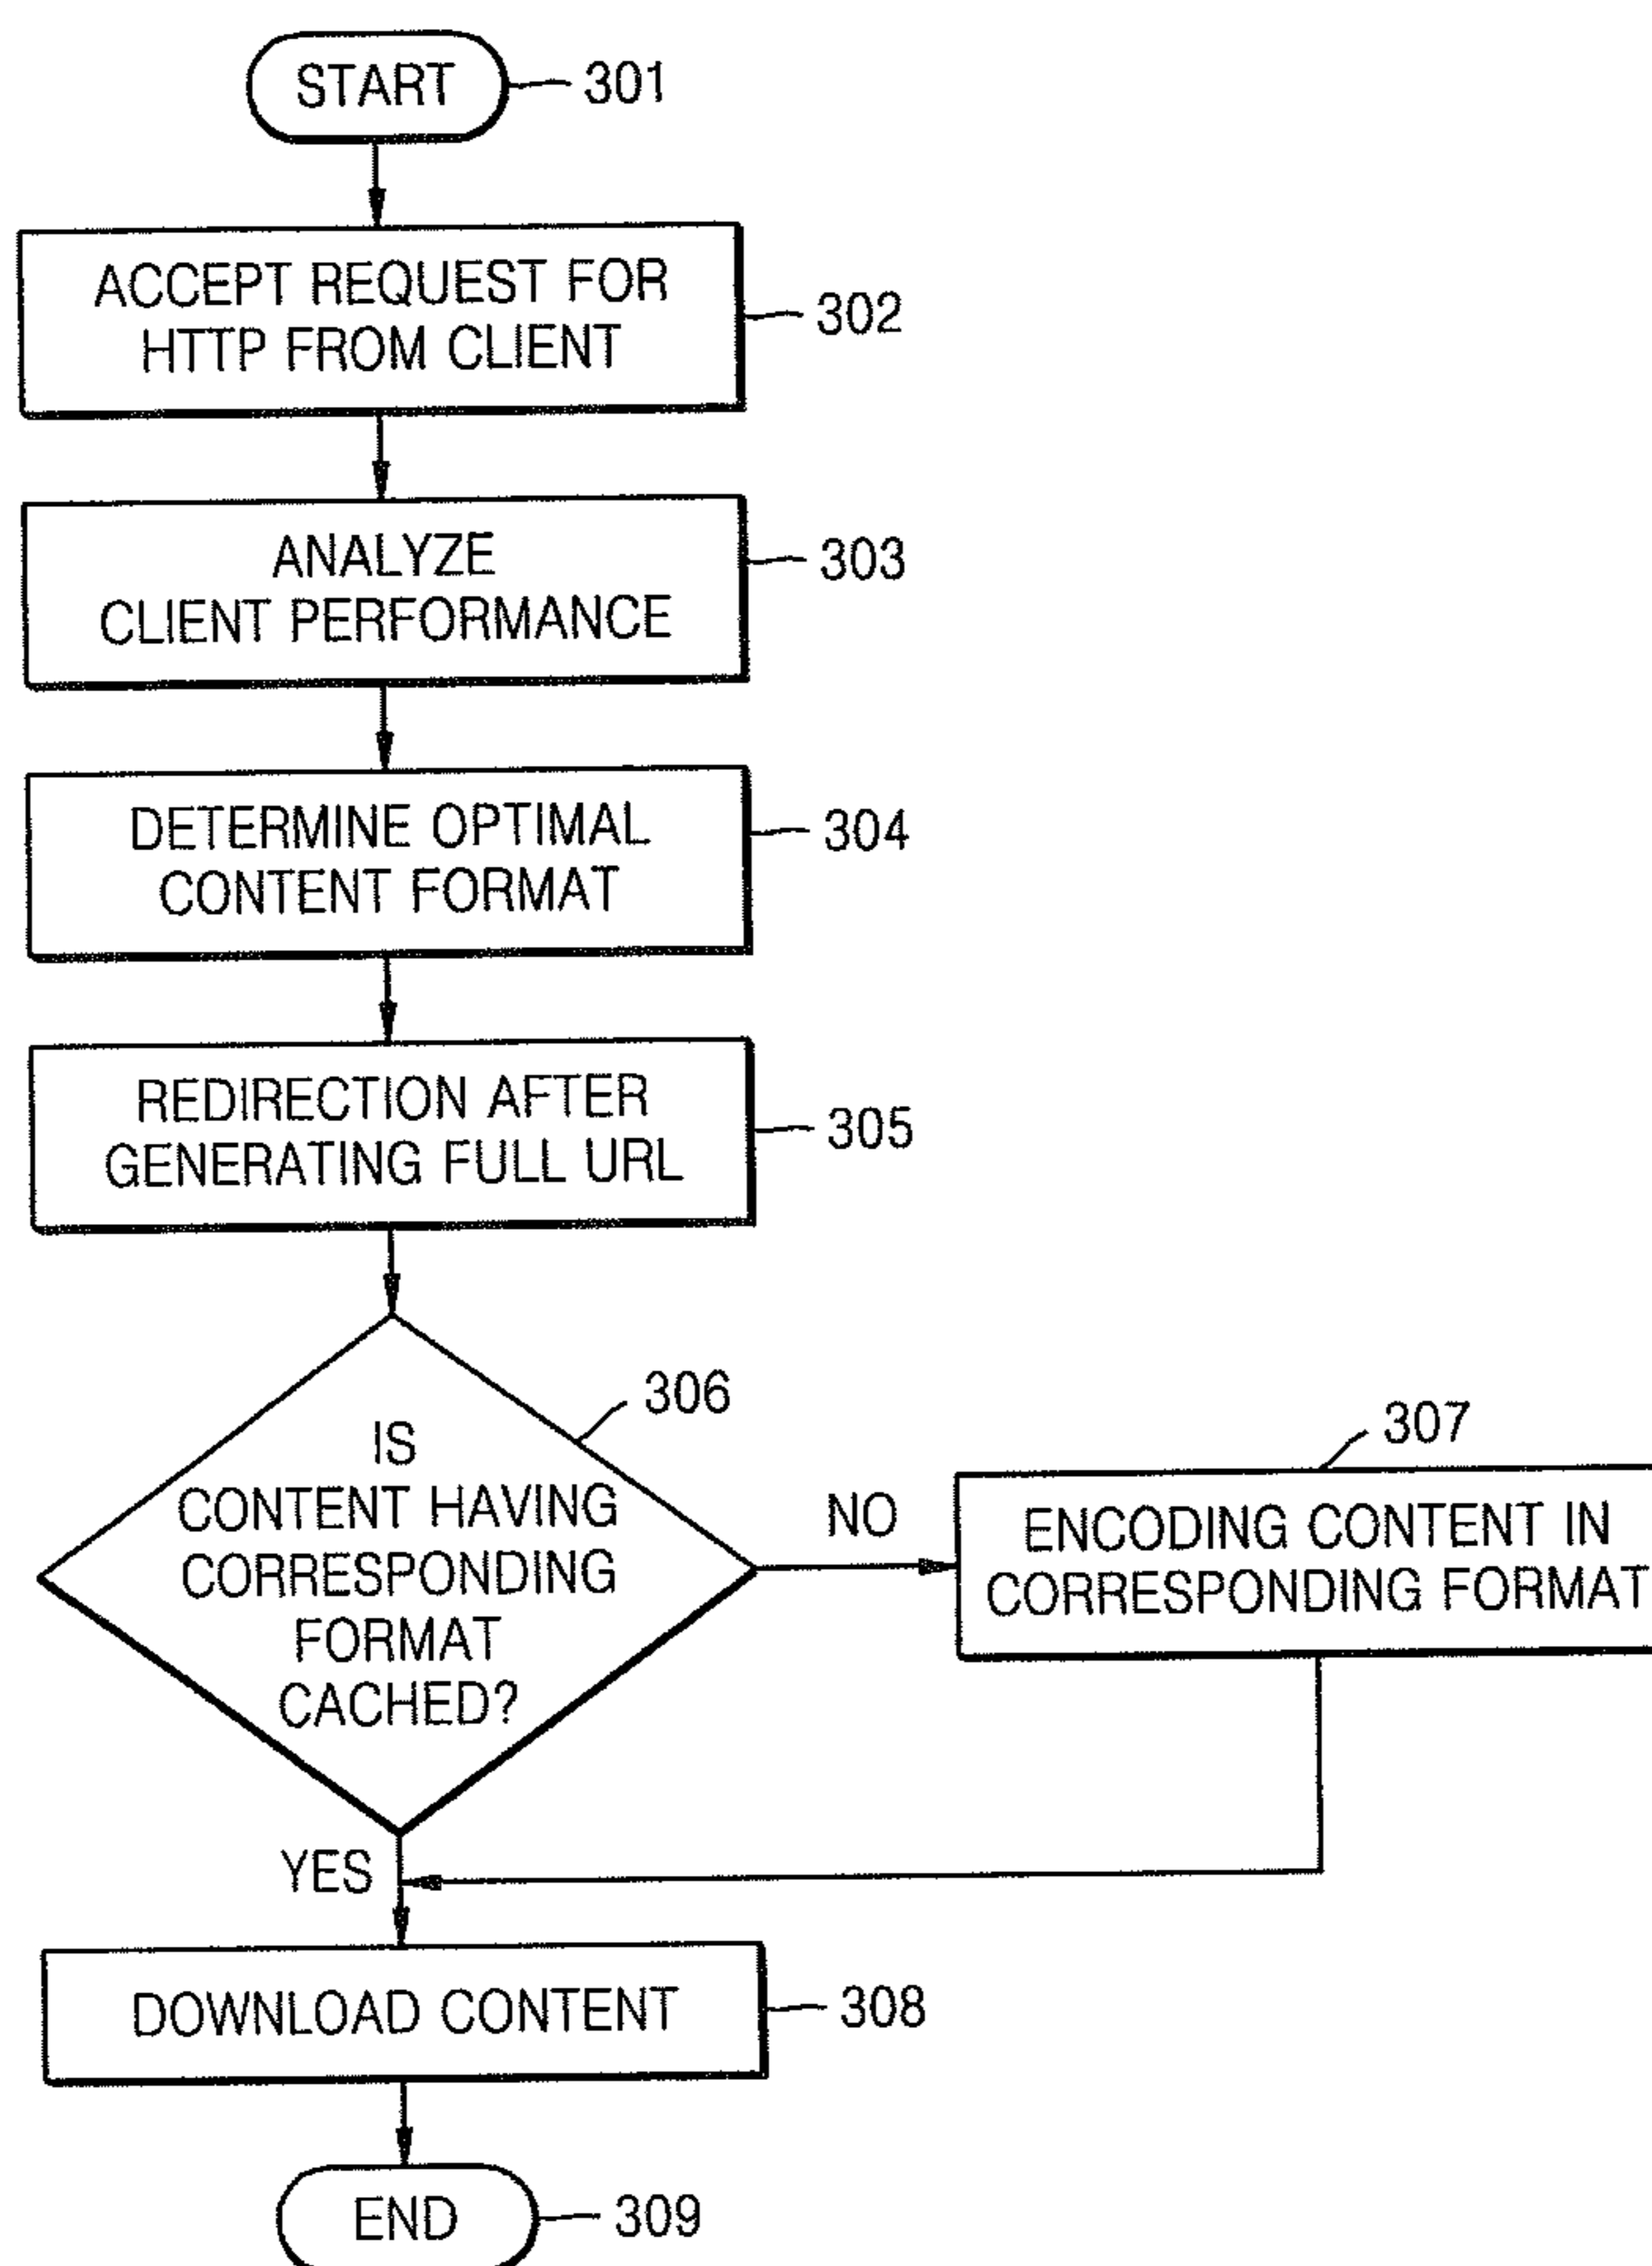 START
301
ACCEPT REQUEST FOR
HTTP FROM CLIENT
302
ANALYZE
CLIENT PERFORMANCE
303
DETERMINE OPTIMAL
CONTENT FORMAT
304
REDIRECTION AFTER
GENERATING FULL URL
305
306
IS
CONTENT HAVING
CORRESPONDING
FORMAT
CACHED?
NO
307
ENCODING CONTENT IN
CORRESPONDING FORMAT
YES
DOWNLOAD CONTENT
308
END
309